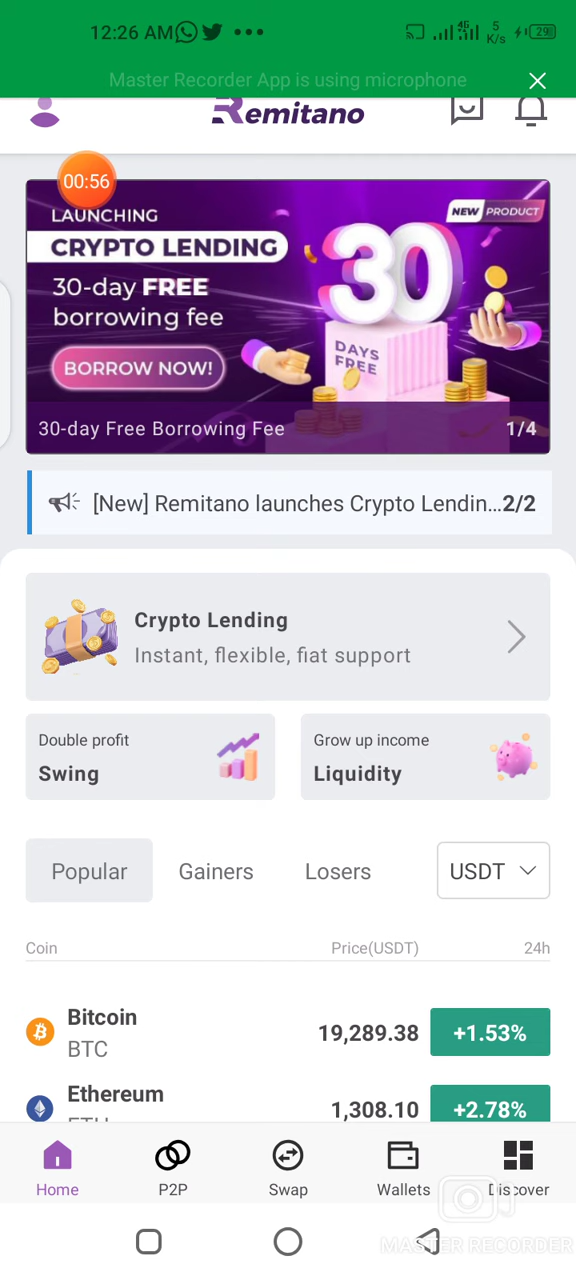 12:26 AM
4G
5 K/s
29
Master Recorder App is using microphone
Remitano
00:56
LAUNCHING
NEW PRODUCT
CRYPTO LENDING
30
30-day FREE
borrowing fee
DAYS
FREE
BORROW NOW!
30-day Free Borrowing Fee
1/4
[New] Remitano launches Crypto Lendin...2/2
Crypto Lending
Instant, flexible, fiat support
Double profit
Swing
Grow up income
Liquidity
Popular
Gainers
Losers
USDT
Coin
Price(USDT)
24h
Bitcoin
BTC
19,289.38
+1.53%
Ethereum
ETH
1,308.10
+2.78%
Home
P2P
Swap
Wallets
Discover
MASTER RECORDER